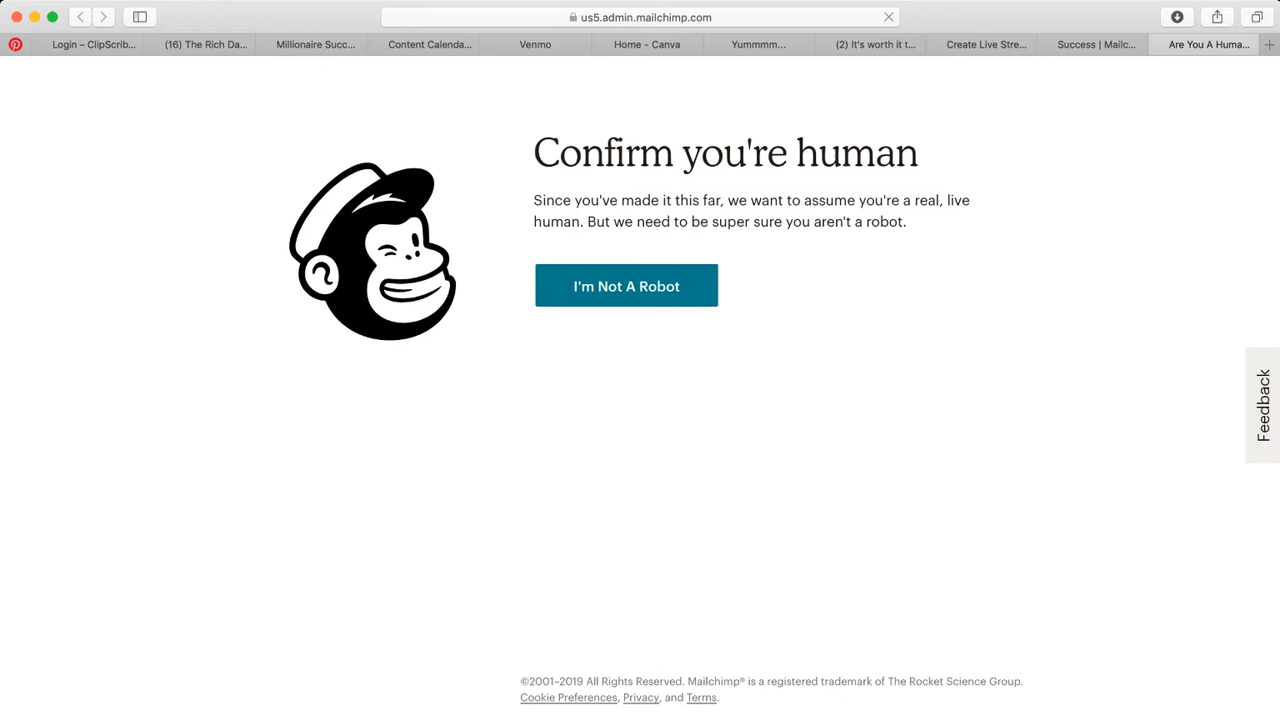 us5.admin.mailchimp.com
Login – ClipScrib...
(16) The Rich Da...
Millionaire Succ...
Content Calenda...
Venmo
Home – Canva
Yummmm...
(2) It's worth it t...
Create Live Stre...
Success | Mailc...
Are You A Huma...
Confirm you're human
Since you've made it this far, we want to assume you're a real, live
human. But we need to be super sure you aren't a robot.
I'm Not A Robot
Feedback
©2001–2019 All Rights Reserved. Mailchimp® is a registered trademark of The Rocket Science Group.
Cookie Preferences, Privacy, and Terms.